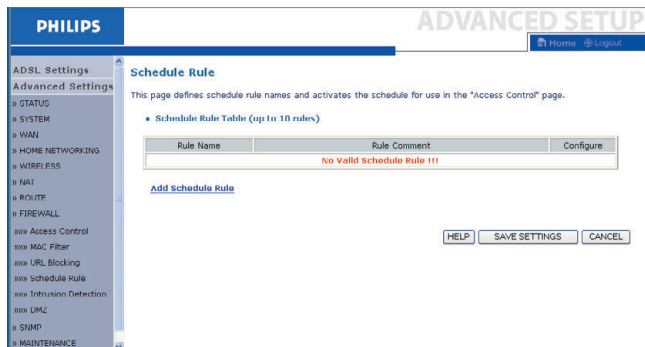 PHILIPS
ADVANCED SETUP
Home Logout
ADSL Settings
Advanced Settings
» STATUS
» SYSTEM
» WAN
» HOME NETWORKING
» WIRELESS
» NAT
» ROUTE
» FIREWALL
»»» Access Control
»»» MAC Filter
»»» URL Blocking
»»» Schedule Rule
»»» Intrusion Detection
»»» DMZ
» SNMP
» MAINTENANCE
Schedule Rule
This page defines schedule rule names and activates the schedule for use in the "Access Control" page.
• Schedule Rule Table (up to 10 rules)
Rule Name Rule Comment Configure
No Valid Schedule Rule !!!
Add Schedule Rule
HELP SAVE SETTINGS CANCEL